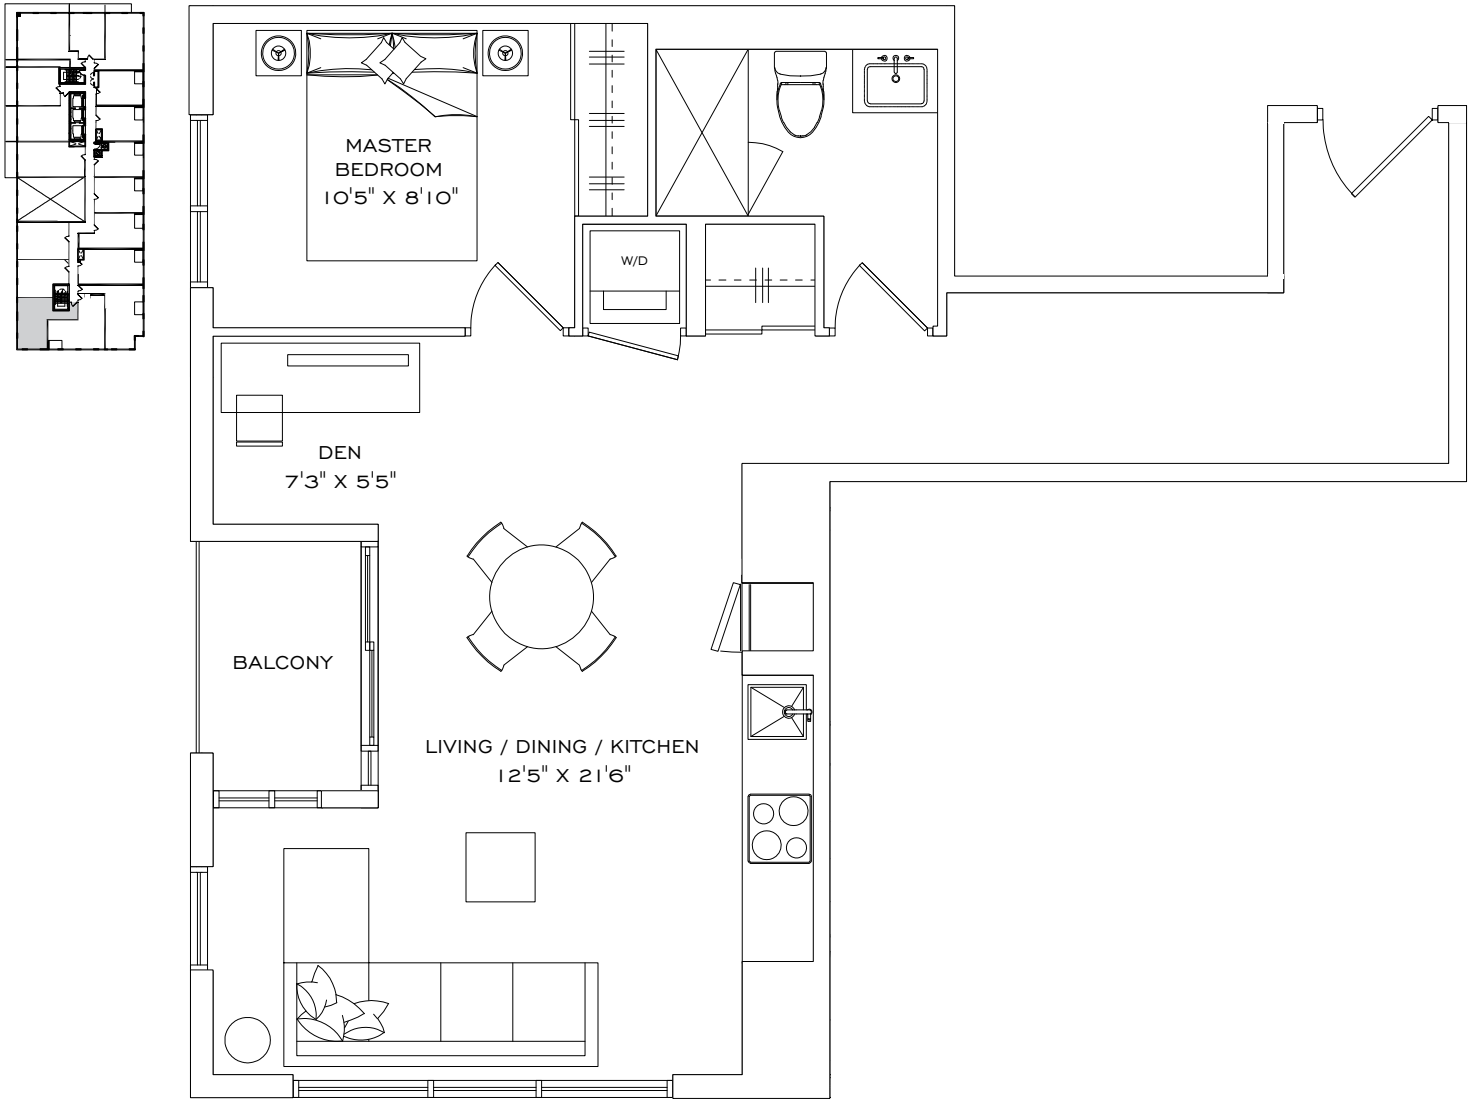 MASTER
BEDROOM
10'5" X 8'10"
W/D
DEN
7'3" X 5'5"
BALCONY
LIVING / DINING / KITCHEN
12'5" X 21'6"